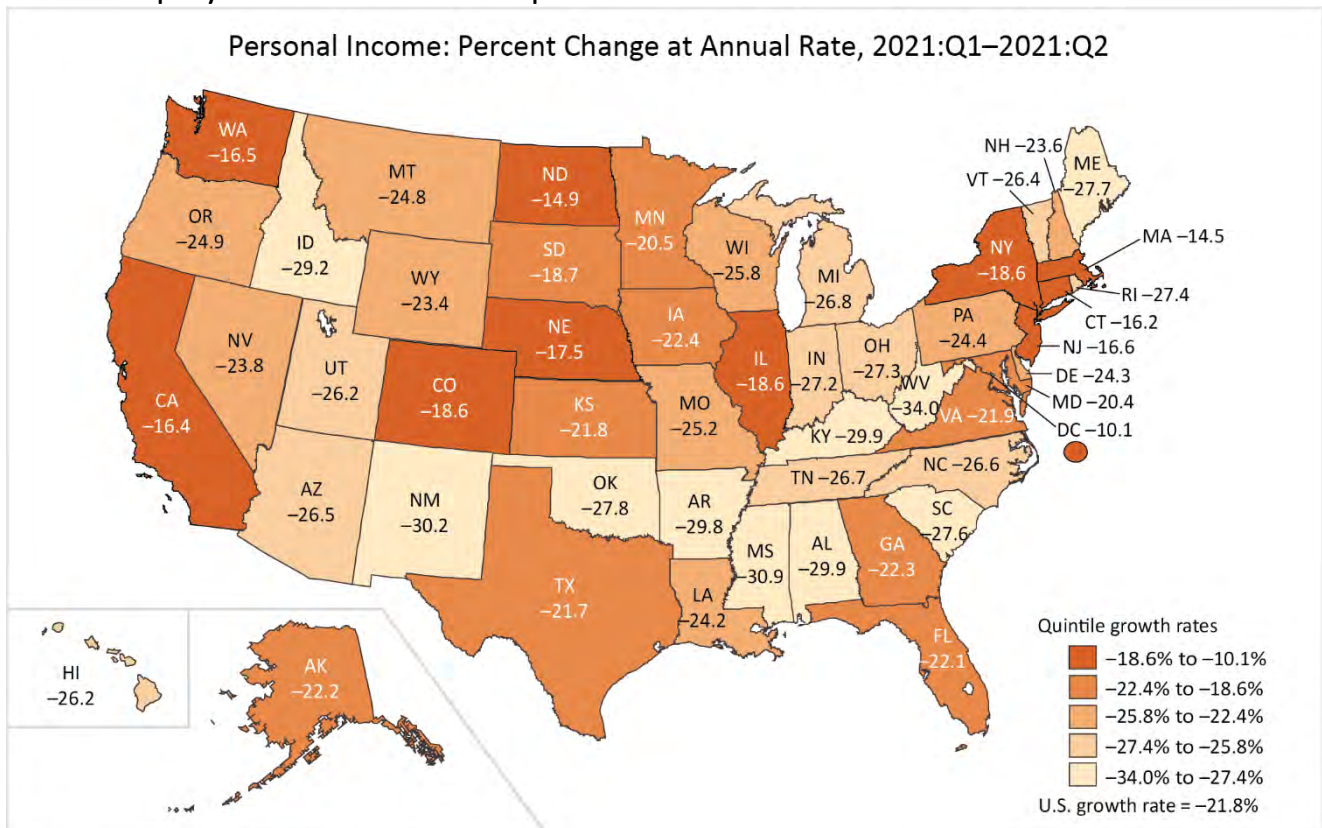 Personal Income: Percent Change at Annual Rate, 2021:Q1–2021:Q2
WA
–16.5
OR
–24.9
CA
–16.4
NV
–23.8
ID
–29.2
MT
–24.8
WY
–23.4
UT
–26.2
AZ
–26.5
CO
–18.6
NM
–30.2
ND
–14.9
SD
–18.7
NE
–17.5
KS
–21.8
OK
–27.8
TX
–21.7
MN
–20.5
IA
–22.4
MO
–25.2
AR
–29.8
LA
–24.2
WI
–25.8
IL
–18.6
MI
–26.8
IN
–27.2
OH
–27.3
WV
–34.0
KY –29.9
TN –26.7
MS
–30.9
AL
–29.9
GA
–22.3
FL
–22.1
SC
–27.6
NC –26.6
VA –21.9
PA
–24.4
NY
–18.6
NH –23.6
VT –26.4
ME
–27.7
MA –14.5
RI –27.4
CT –16.2
NJ –16.6
DE –24.3
MD –20.4
DC –10.1
HI
–26.2
AK
–22.2
Quintile growth rates
–18.6% to –10.1%
–22.4% to –18.6%
–25.8% to –22.4%
–27.4% to –25.8%
–34.0% to –27.4%
U.S. growth rate = –21.8%